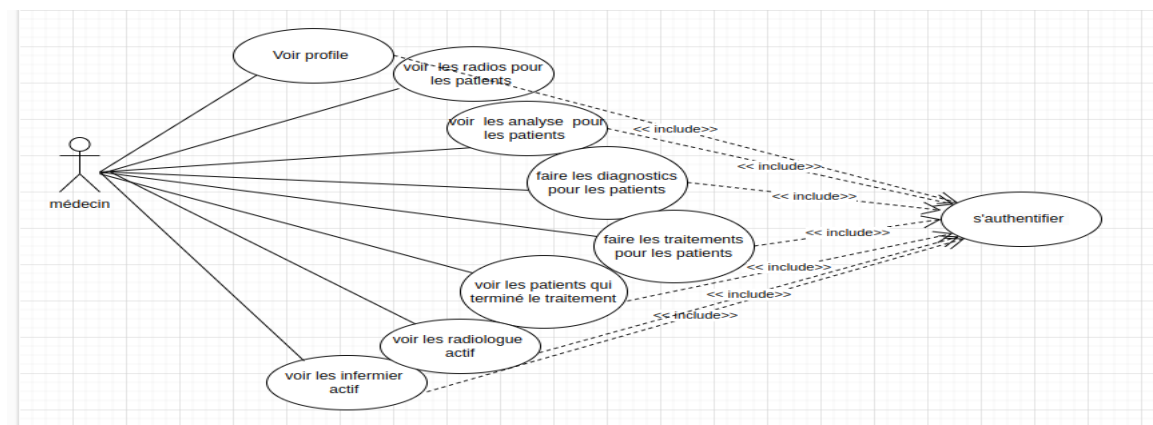 Voir profile
voir les radios pour
les patients
voir les analyse pour
les patients
<< include>>
<< include>>
faire les diagnostics
pour les patients
<< include>>
médecin
s'authentifier
faire les traitements
pour les patients
<< include>>
<< include>>
voir les patients qui
terminé le traitement
<< include>>
<< include>>
voir les radiologue
actif
voir les infermier
actif